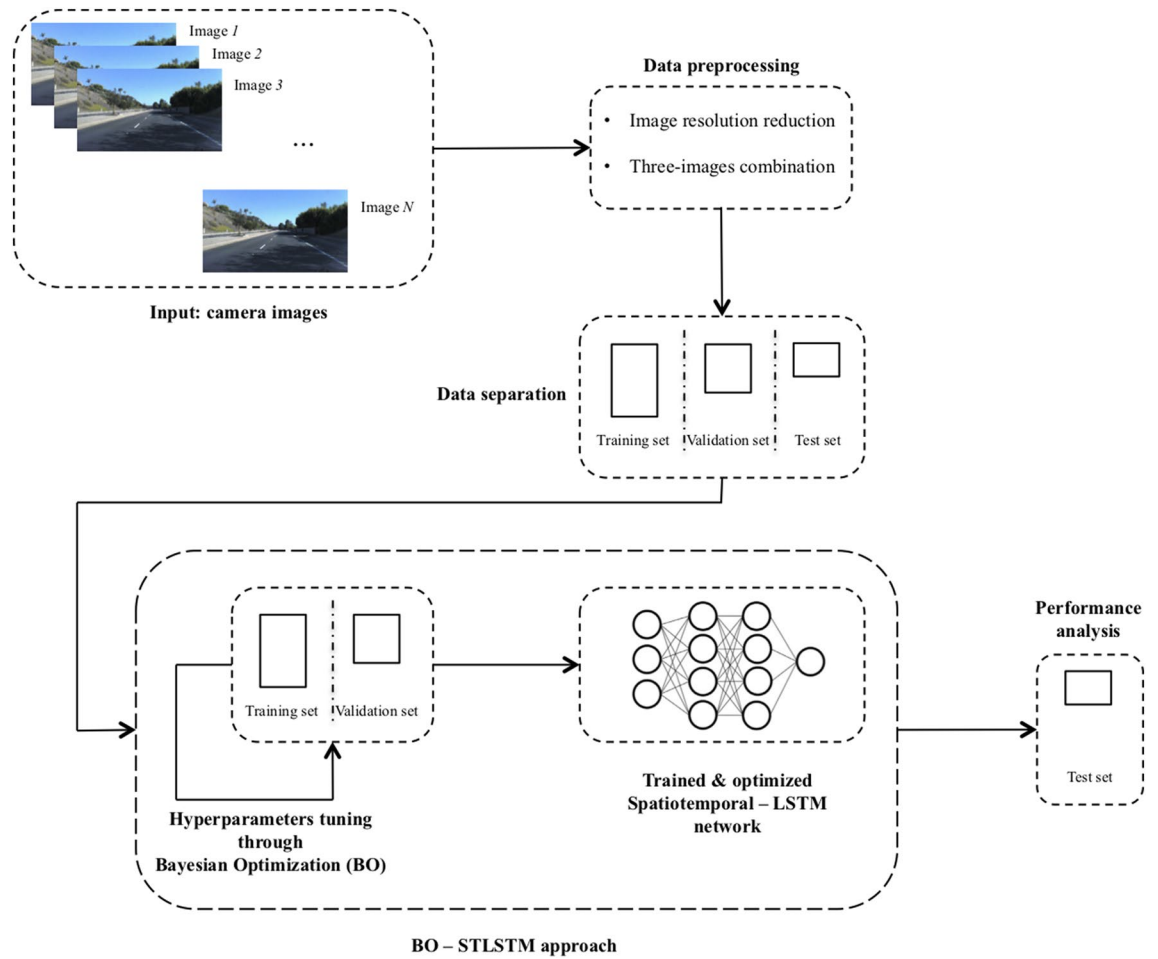 Image 1
Image 2
Image 3
...
Image N
Input: camera images
Data preprocessing
• Image resolution reduction
• Three-images combination
Data separation
Training set
Validation set
Test set
Training set
Validation set
Hyperparameters tuning
through
Bayesian Optimization (BO)
Trained & optimized
Spatiotemporal – LSTM
network
Performance
analysis
Test set
BO – STLSTM approach